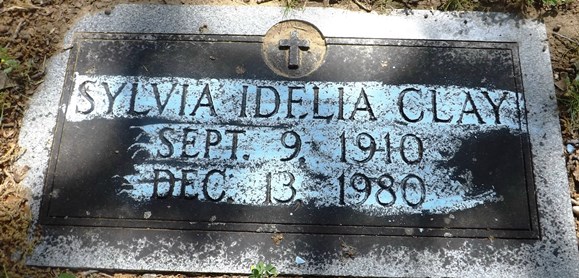 SYLVIA IDELIA CLAY
SEPT. 9, 1910
DEC. 13, 1980